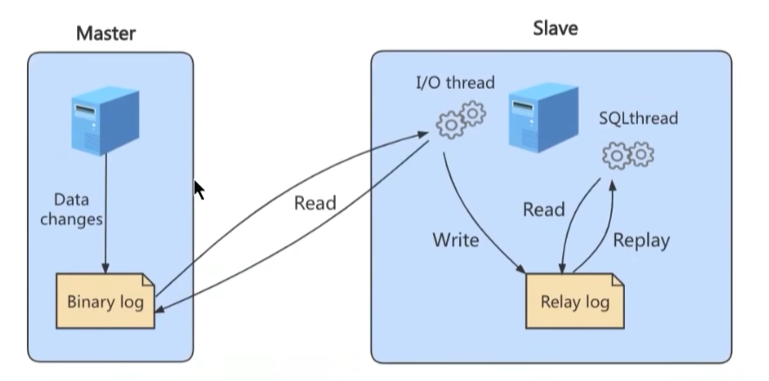 Master
Slave
I/O thread
SQLthread
Data
changes
Read
Read
Write
Replay
Binary log
Relay log